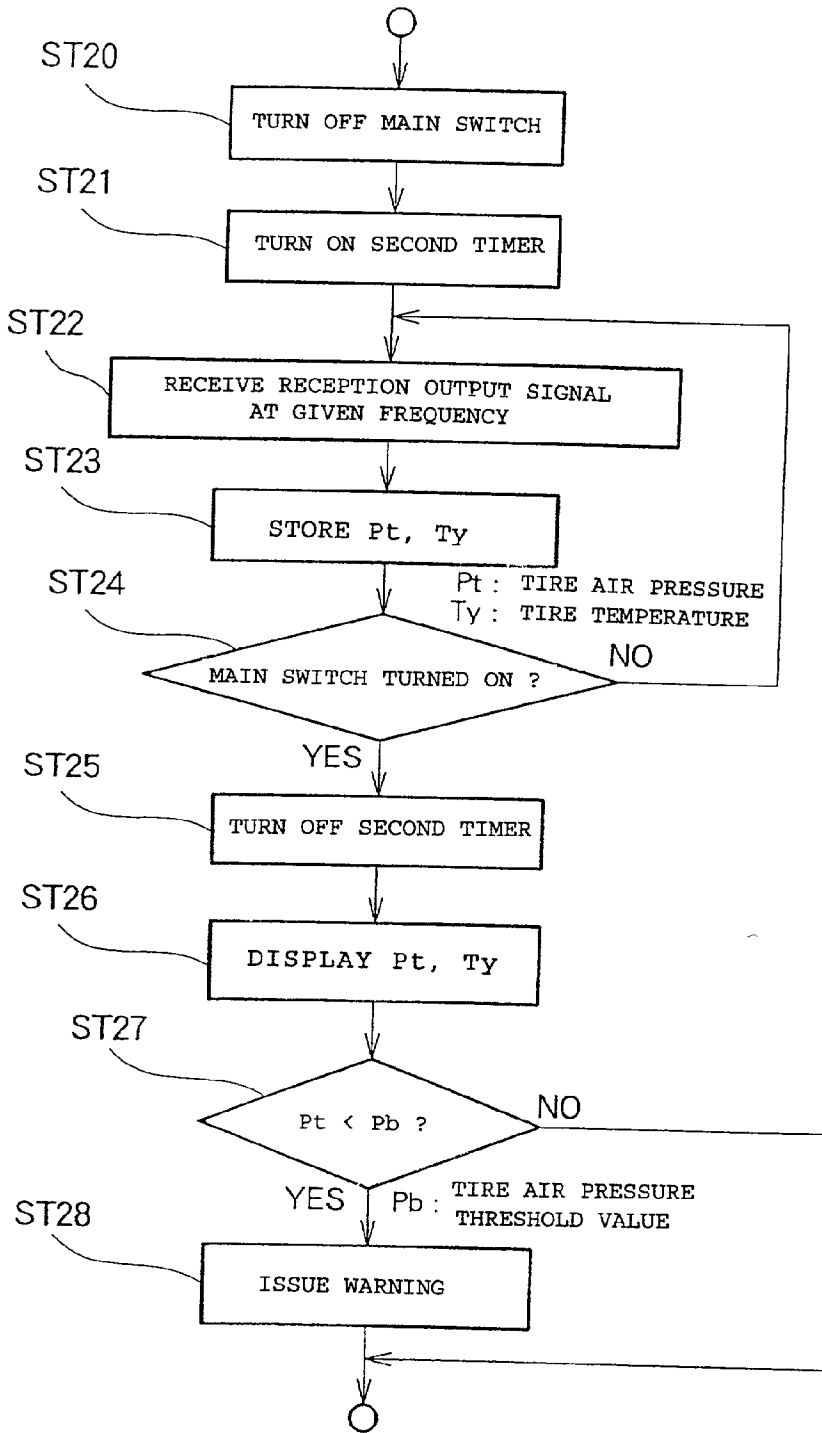 ST20
TURN OFF MAIN SWITCH
ST21
TURN ON SECOND TIMER
ST22
RECEIVE RECEPTION OUTPUT SIGNAL
AT GIVEN FREQUENCY
ST23
STORE Pt, Ty
Pt : TIRE AIR PRESSURE
Ty : TIRE TEMPERATURE
ST24
MAIN SWITCH TURNED ON ?
NO
YES
ST25
TURN OFF SECOND TIMER
ST26
DISPLAY Pt, Ty
ST27
Pt < Pb ?
NO
YES
Pb : TIRE AIR PRESSURE
THRESHOLD VALUE
ST28
ISSUE WARNING